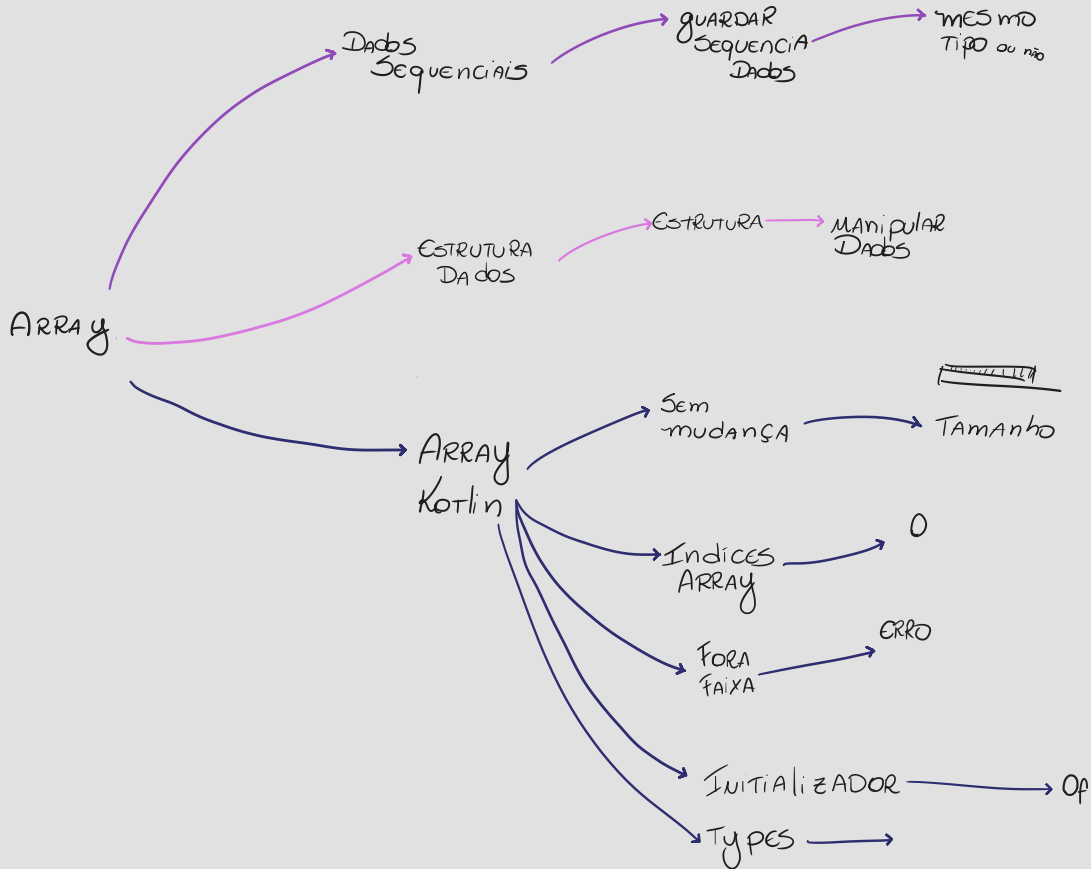 DAdos
SEQUENCIAIS
gUARDAR
SEQUENCIA
DAdos
mESmO
TIPO OU não
ESTRUTURA
DAdos
ESTRUTURA
MANIPULAR
DAdos
ARRAY
ARRAY
KOTlin
SEM
MUDANÇA
TAMANHO
INdICES
ARRAY
0
FORA
FAIXA
ERRO
INITIAlIZADOR
Of
TYPES